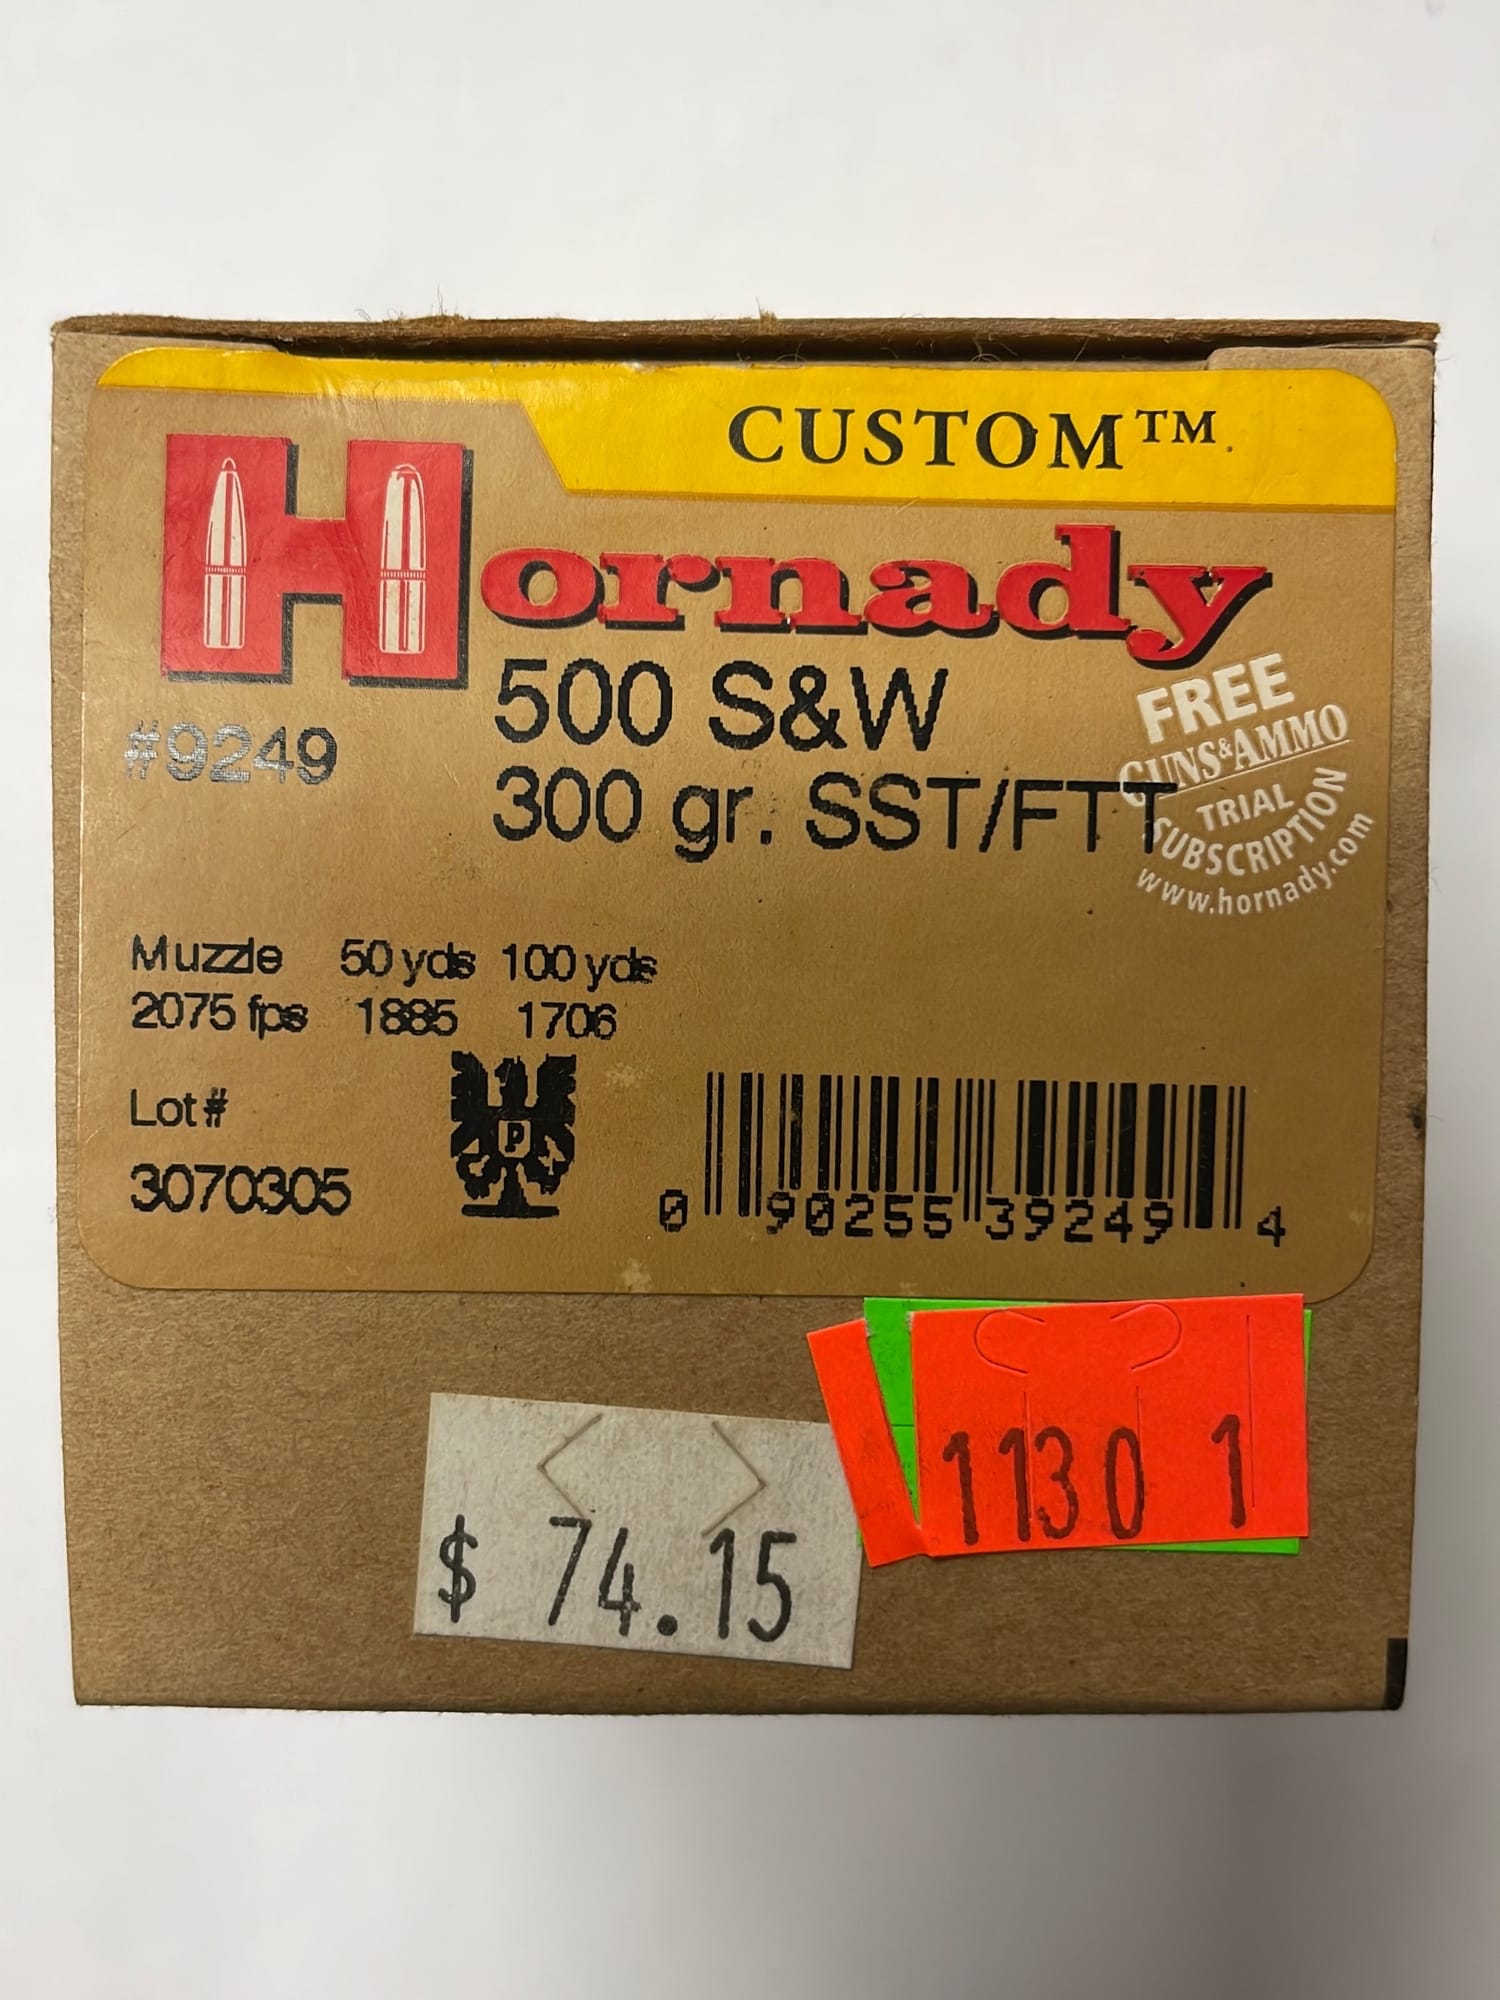 CUSTOM™
Hornady
500 S&W
#9249
300 gr. SST/FTT
FREE
GUNS&AMMO
TRIAL
SUBSCRIPTION
www.hornady.com
Muzzle 50 yds 100 yds
2075 fps 1885 1706
Lot#
P
3070305
0 90255 39249 4
1130 1
$ 74.15